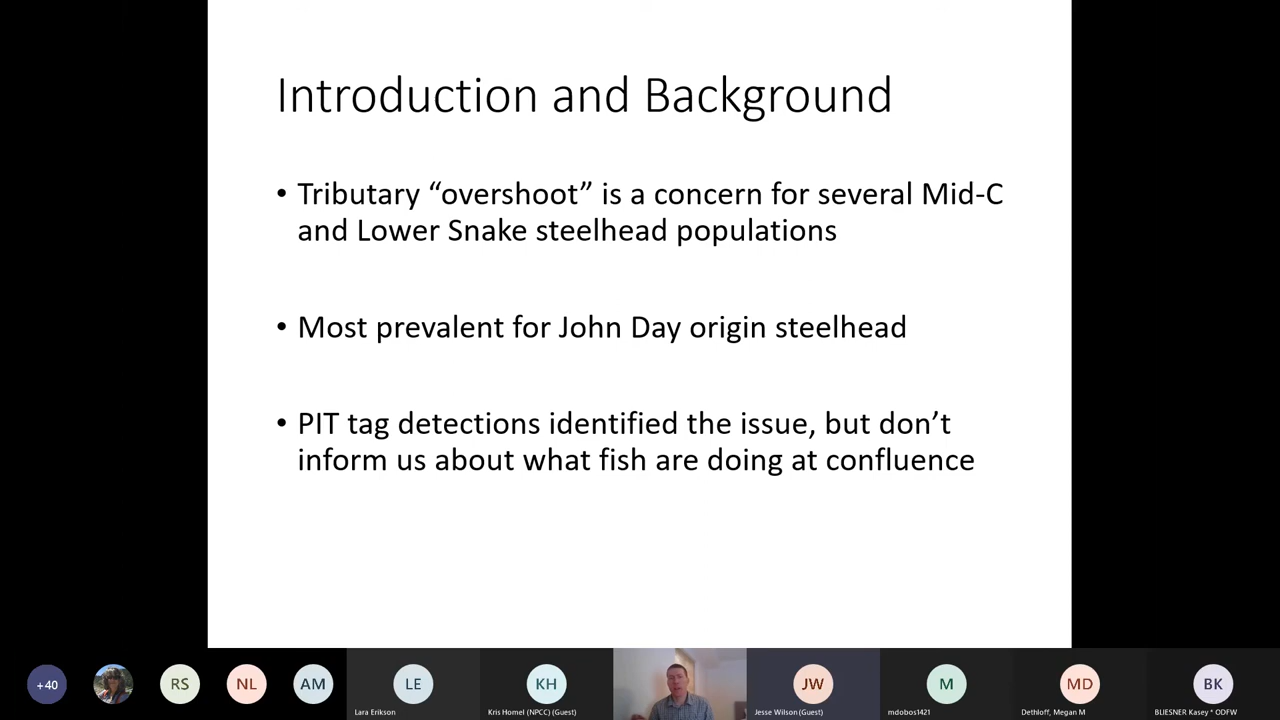 Introduction and Background
• Tributary “overshoot” is a concern for several Mid-C
and Lower Snake steelhead populations
• Most prevalent for John Day origin steelhead
• PIT tag detections identified the issue, but don’t
inform us about what fish are doing at confluence
+40
RS
NL
AM
LE
Lara Erikson
KH
Kris Homel (NPCC) (Guest)
JW
Jesse Wilson (Guest)
M
mdobos1421
MD
Dethloff, Megan M
BK
BLIESNER Kasey * ODFW